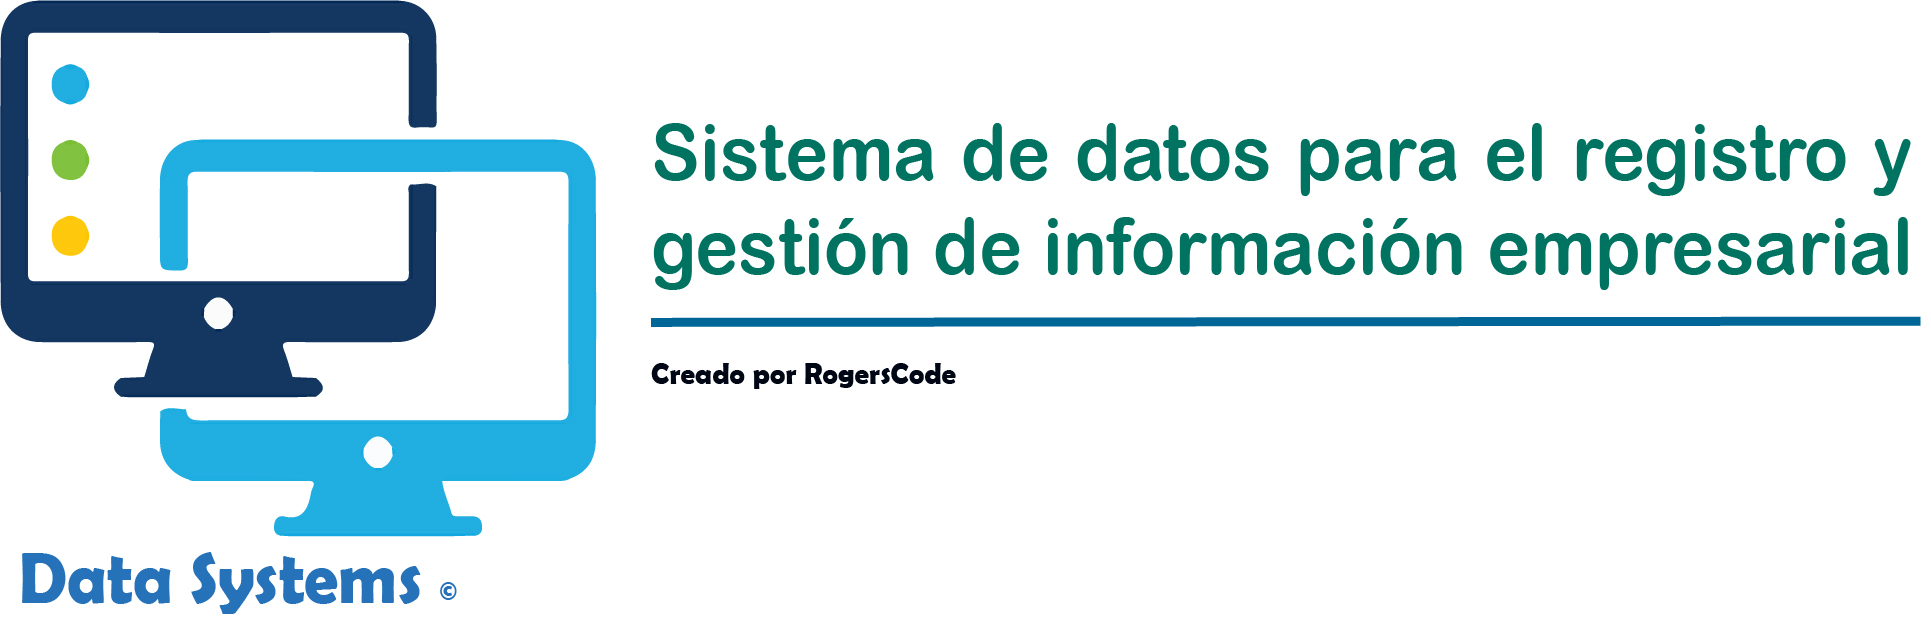 Sistema de datos para el registro y
gestión de información empresarial
Creado por RogersCode
Data Systems ©